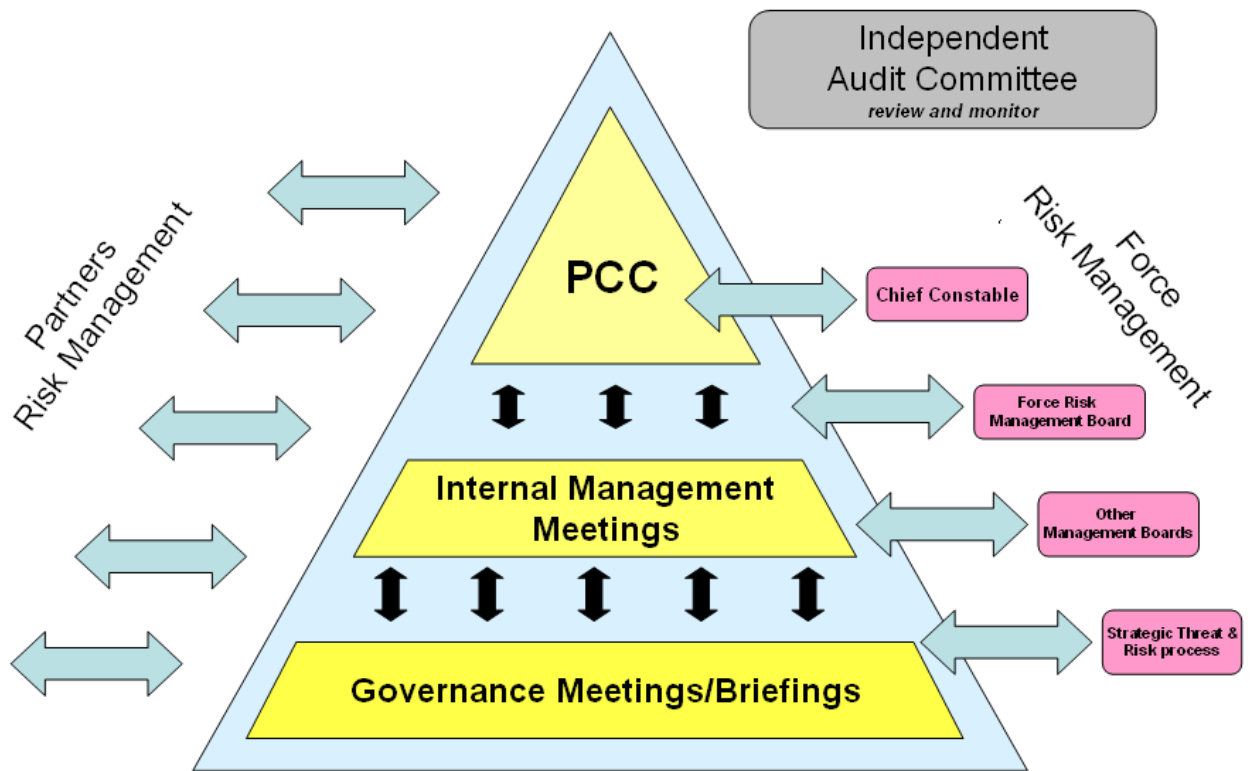 Independent
Audit Committee
review and monitor
Partners
Risk Management
Force
Risk Management
PCC
Chief Constable
Force Risk
Management Board
Internal Management
Meetings
Other
Management Boards
Strategic Threat &
Risk process
Governance Meetings/Briefings